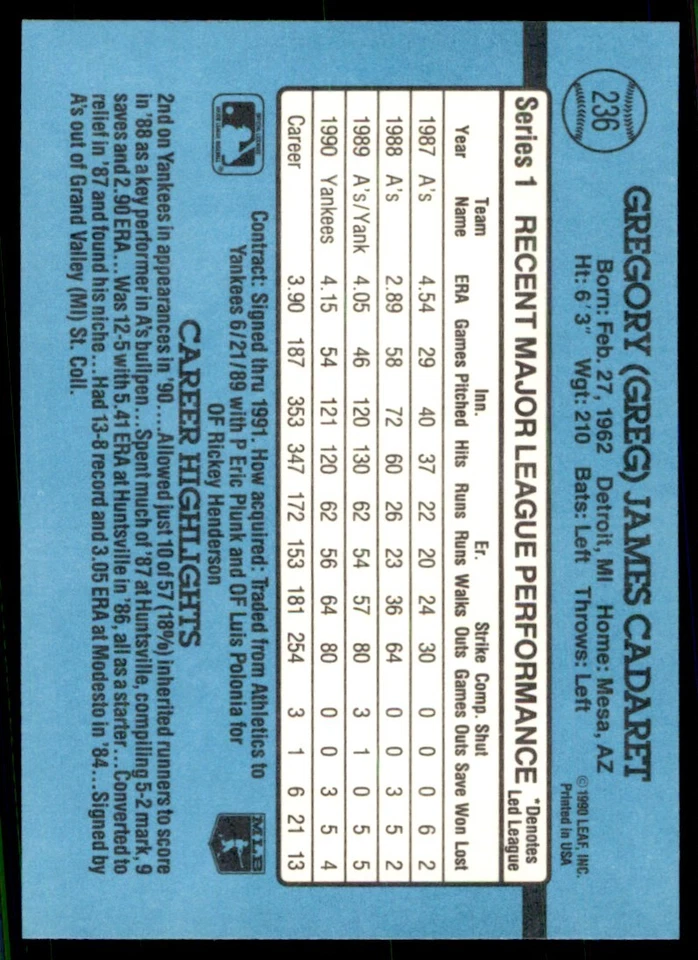 236
GREGORY (GREG) JAMES CADARET
Born: Feb. 27, 1962 Detroit, MI Home: Mesa, AZ
Ht: 6' 3" Wgt: 210 Bats: Left Throws: Left
©1990 LEAF, INC.
Printed in USA
Series 1 RECENT MAJOR LEAGUE PERFORMANCE *Denotes Led League
Year Team Name ERA Games Inn. Pitched Hits Runs Er. Runs Walks Strike Outs Comp. Games Shut Outs Save Won Lost
1987 A's 4.54 29 40 37 22 20 24 30 0 0 0 6 2
1988 A's 2.89 58 72 60 26 23 36 64 0 0 3 5 2
1989 A's/Yank 4.05 46 120 130 62 54 57 80 3 1 0 5 5
1990 Yankees 4.15 54 121 120 62 56 64 80 0 0 3 5 4
Career 3.90 187 353 347 172 153 181 254 3 1 6 21 13
Contract: Signed thru 1991. How acquired: Traded from Athletics to
Yankees 6/21/89 with P Eric Plunk and OF Luis Polonia for
OF Rickey Henderson
MLB
CAREER HIGHLIGHTS
2nd on Yankees in appearances in '90...Allowed just 10 of 57 (18%) inherited runners to score
in '88 as a key performer in A's bullpen...Spent much of '87 at Huntsville, compiling 5-2 mark, 9
saves and 2.90 ERA...Was 12-5 with 5.41 ERA at Huntsville in '86, all as a starter...Converted to
relief in '87 and found his niche...Had 13-8 record and 3.05 ERA at Modesto in '84...Signed by
A's out of Grand Valley (MI) St. Coll.